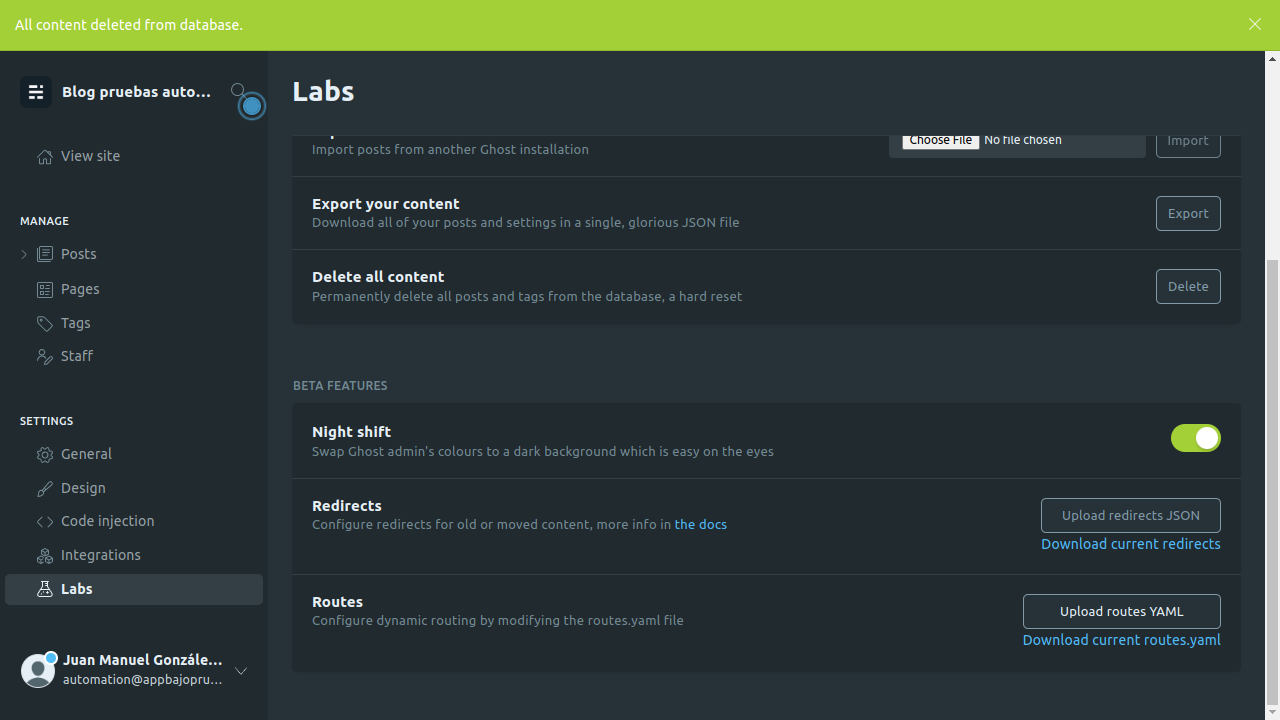 All content deleted from database.
Blog pruebas auto...
Labs
View site
MANAGE
Posts
Pages
Tags
Staff
SETTINGS
General
Design
Code injection
Integrations
Labs
Juan Manuel Gonzále...
automation@appbajopru...
Import posts from another Ghost installation
Choose File No file chosen
Import
Export your content
Download all of your posts and settings in a single, glorious JSON file
Export
Delete all content
Permanently delete all posts and tags from the database, a hard reset
Delete
BETA FEATURES
Night shift
Swap Ghost admin's colours to a dark background which is easy on the eyes
Redirects
Configure redirects for old or moved content, more info in the docs
Upload redirects JSON
Download current redirects
Routes
Configure dynamic routing by modifying the routes.yaml file
Upload routes YAML
Download current routes.yaml